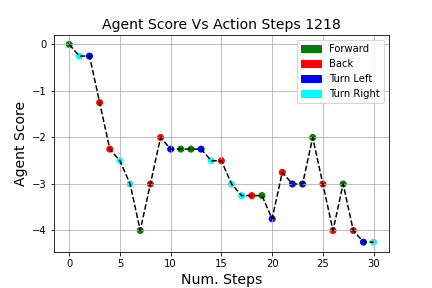 Agent Score Vs Action Steps 1218
Forward
Back
Turn Left
Turn Right
Agent Score
0
−1
−2
−3
−4
0 5 10 15 20 25 30
Num. Steps